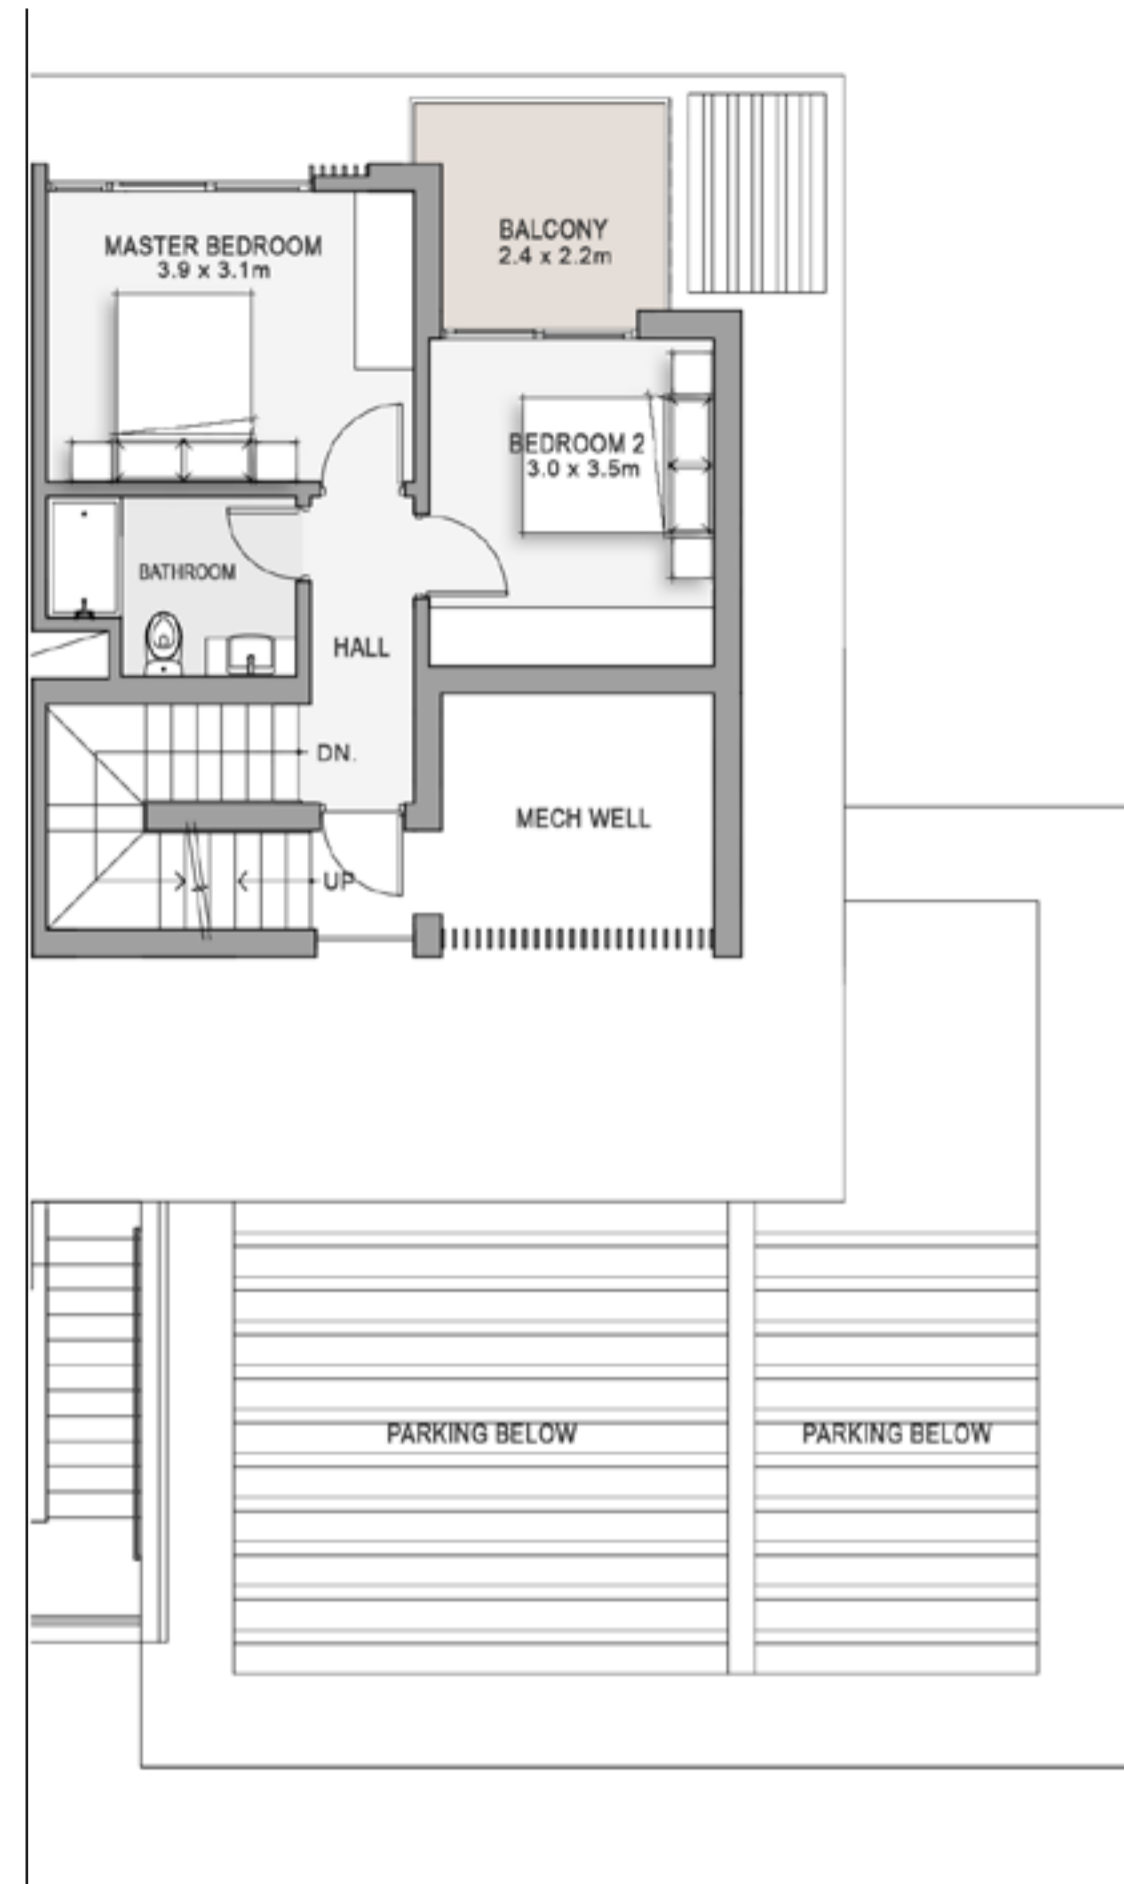 BALCONY
2.4 x 2.2m
MASTER BEDROOM
3.9 x 3.1m
BEDROOM 2
3.0 x 3.5m
BATHROOM
HALL
DN.
MECH WELL
UP
PARKING BELOW
PARKING BELOW